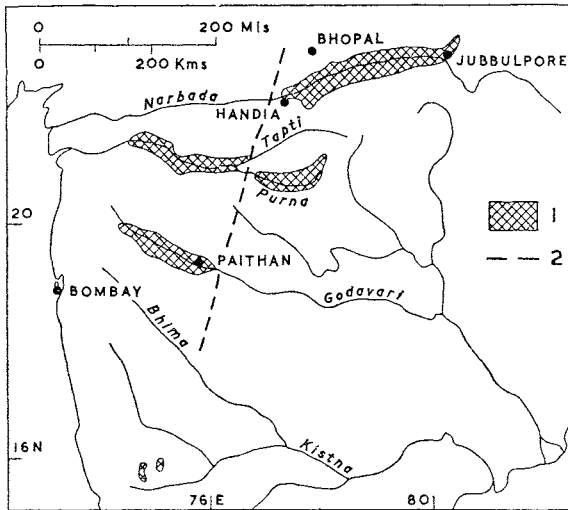 0 200 Mls
200 Kms
BHOPAL
JUBBULPORE
Narbada
HANDIA
Tapti
Purna
20
1
2
PAITHAN
BOMBAY
Godavari
Bhima
16N
Kistna
76E 80